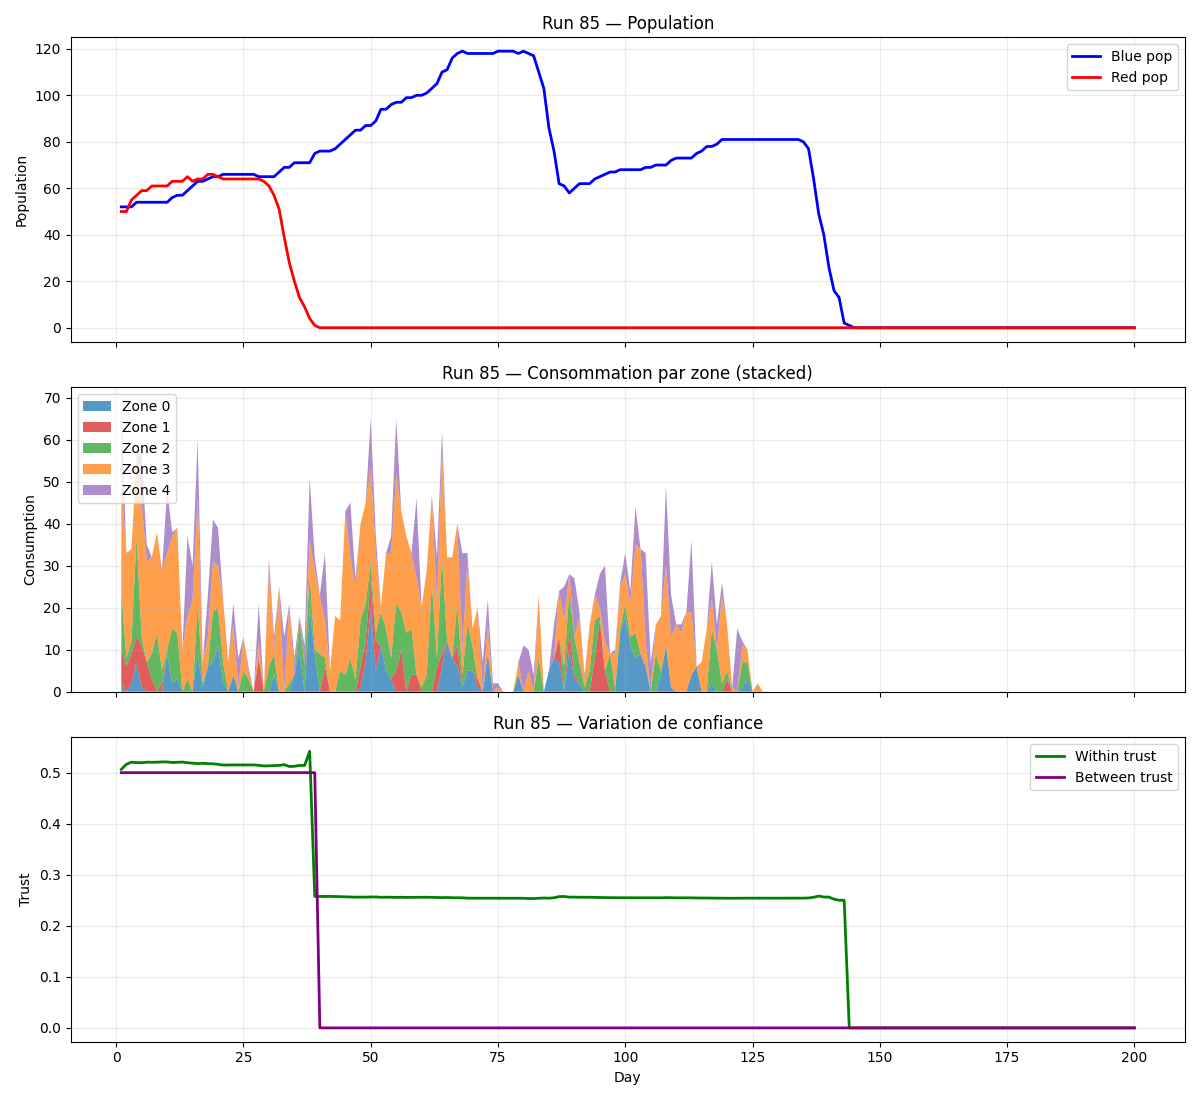 Run 85 — Population
Population
120
100
80
60
40
20
0
Blue pop
Red pop
Run 85 — Consommation par zone (stacked)
Consumption
70
60
50
40
30
20
10
0
Zone 0
Zone 1
Zone 2
Zone 3
Zone 4
Run 85 — Variation de confiance
Trust
0.5
0.4
0.3
0.2
0.1
0.0
Within trust
Between trust
0 25 50 75 100 125 150 175 200
Day